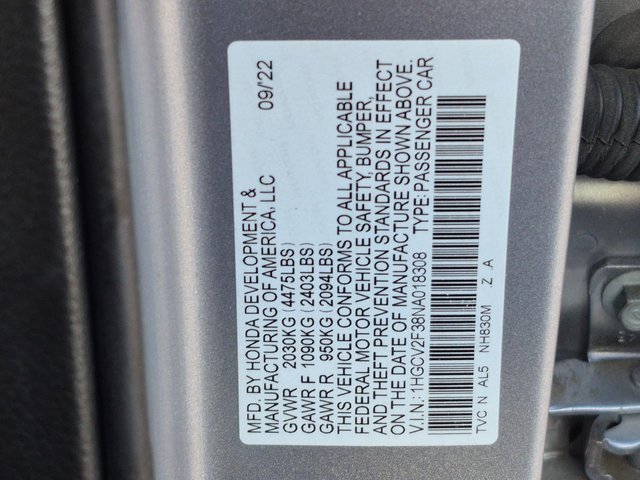 MFD. BY HONDA DEVELOPMENT & 09/22
MANUFACTURING OF AMERICA, LLC
GVWR 2030KG (4475LBS)
GAWR F 1090KG (2403LBS)
GAWR R 950KG (2094LBS)
THIS VEHICLE CONFORMS TO ALL APPLICABLE
FEDERAL MOTOR VEHICLE SAFETY, BUMPER,
AND THEFT PREVENTION STANDARDS IN EFFECT
ON THE DATE OF MANUFACTURE SHOWN ABOVE.
V.I.N.: 1HGCV2F38NA018308 TYPE: PASSENGER CAR
TVC N AL5 NH830M Z .A